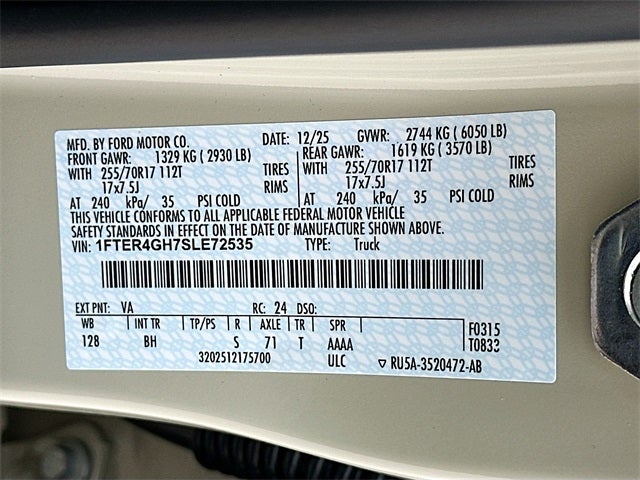 MFD. BY FORD MOTOR CO. DATE: 12/25 GVWR: 2744 KG ( 6050 LB)
FRONT GAWR: 1329 KG ( 2930 LB) REAR GAWR: 1619 KG ( 3570 LB)
WITH 255/70R17 112T TIRES WITH 255/70R17 112T TIRES
17x7.5J RIMS 17x7.5J RIMS
AT 240 kPa/ 35 PSI COLD AT 240 kPa/ 35 PSI COLD
THIS VEHICLE CONFORMS TO ALL APPLICABLE FEDERAL MOTOR VEHICLE
SAFETY STANDARDS IN EFFECT ON THE DATE OF MANUFACTURE SHOWN ABOVE.
VIN: 1FTER4GH7SLE72535 TYPE: Truck
EXT PNT: VA RC: 24 DSO:
WB INT TR TP/PS R AXLE TR SPR F0315
128 BH S 71 T AAAA T0833
3202512175700 ULC ▽ RU5A-3520472-AB